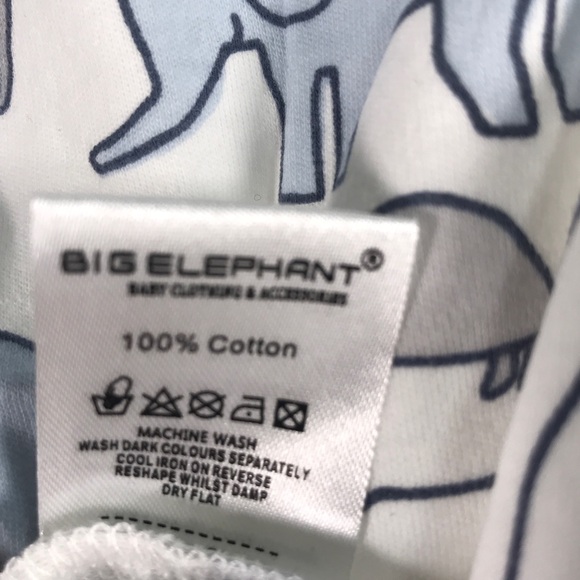 BIG ELEPHANT®
BABY CLOTHING & ACCESSORIES
100% Cotton
MACHINE WASH
WASH DARK COLOURS SEPARATELY
COOL IRON ON REVERSE
RESHAPE WHILST DAMP
DRY FLAT